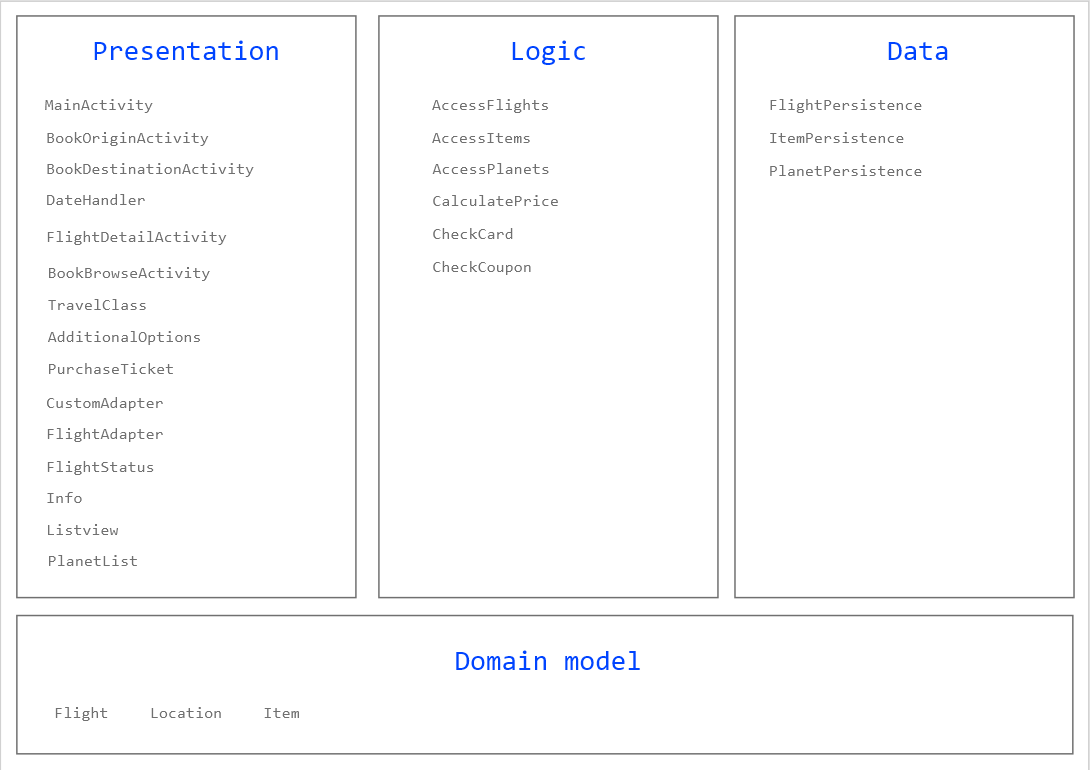 Presentation
MainActivity
BookOriginActivity
BookDestinationActivity
DateHandler
FlightDetailActivity
BookBrowseActivity
TravelClass
AdditionalOptions
PurchaseTicket
CustomAdapter
FlightAdapter
FlightStatus
Info
Listview
PlanetList
Logic
AccessFlights
AccessItems
AccessPlanets
CalculatePrice
CheckCard
CheckCoupon
Data
FlightPersistence
ItemPersistence
PlanetPersistence
Domain model
Flight Location Item